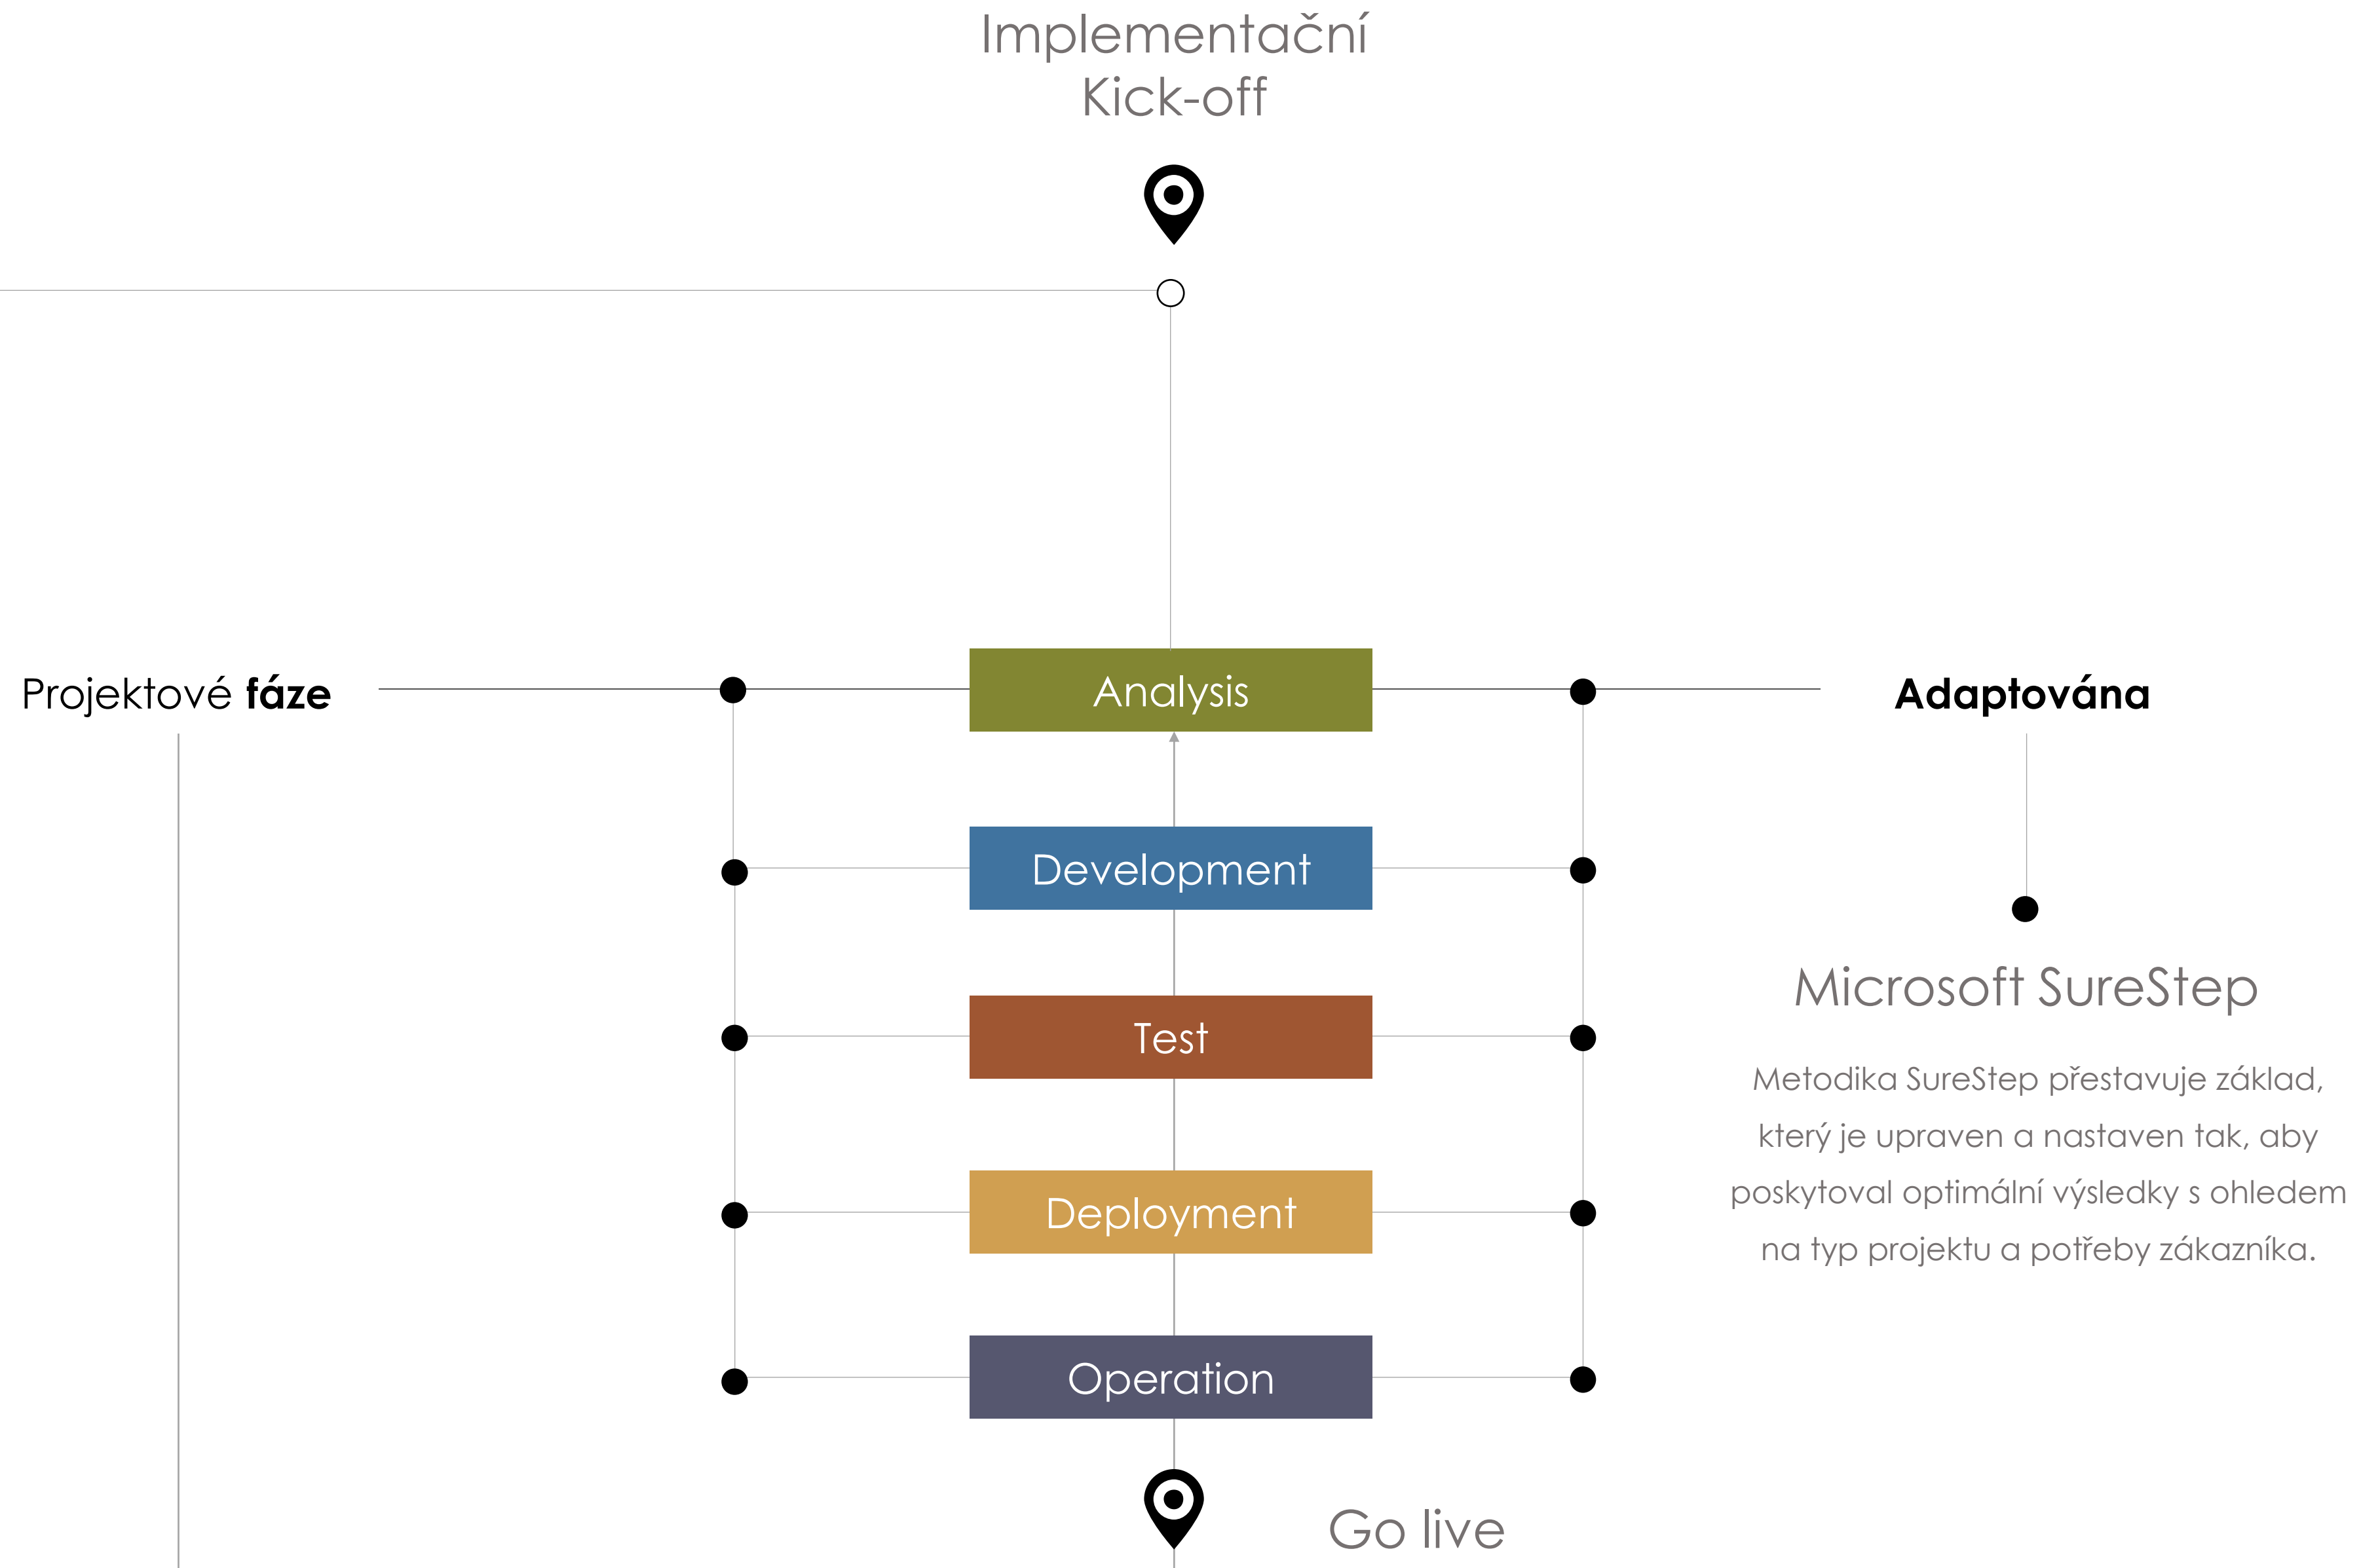 Implementační
Kick-off
Projektové fáze
Analysis
Adaptována
Development
Test
Deployment
Operation
Microsoft SureStep
Metodika SureStep přestavuje základ,
který je upraven a nastaven tak, aby
poskytoval optimální výsledky s ohledem
na typ projektu a potřeby zákazníka.
Go live